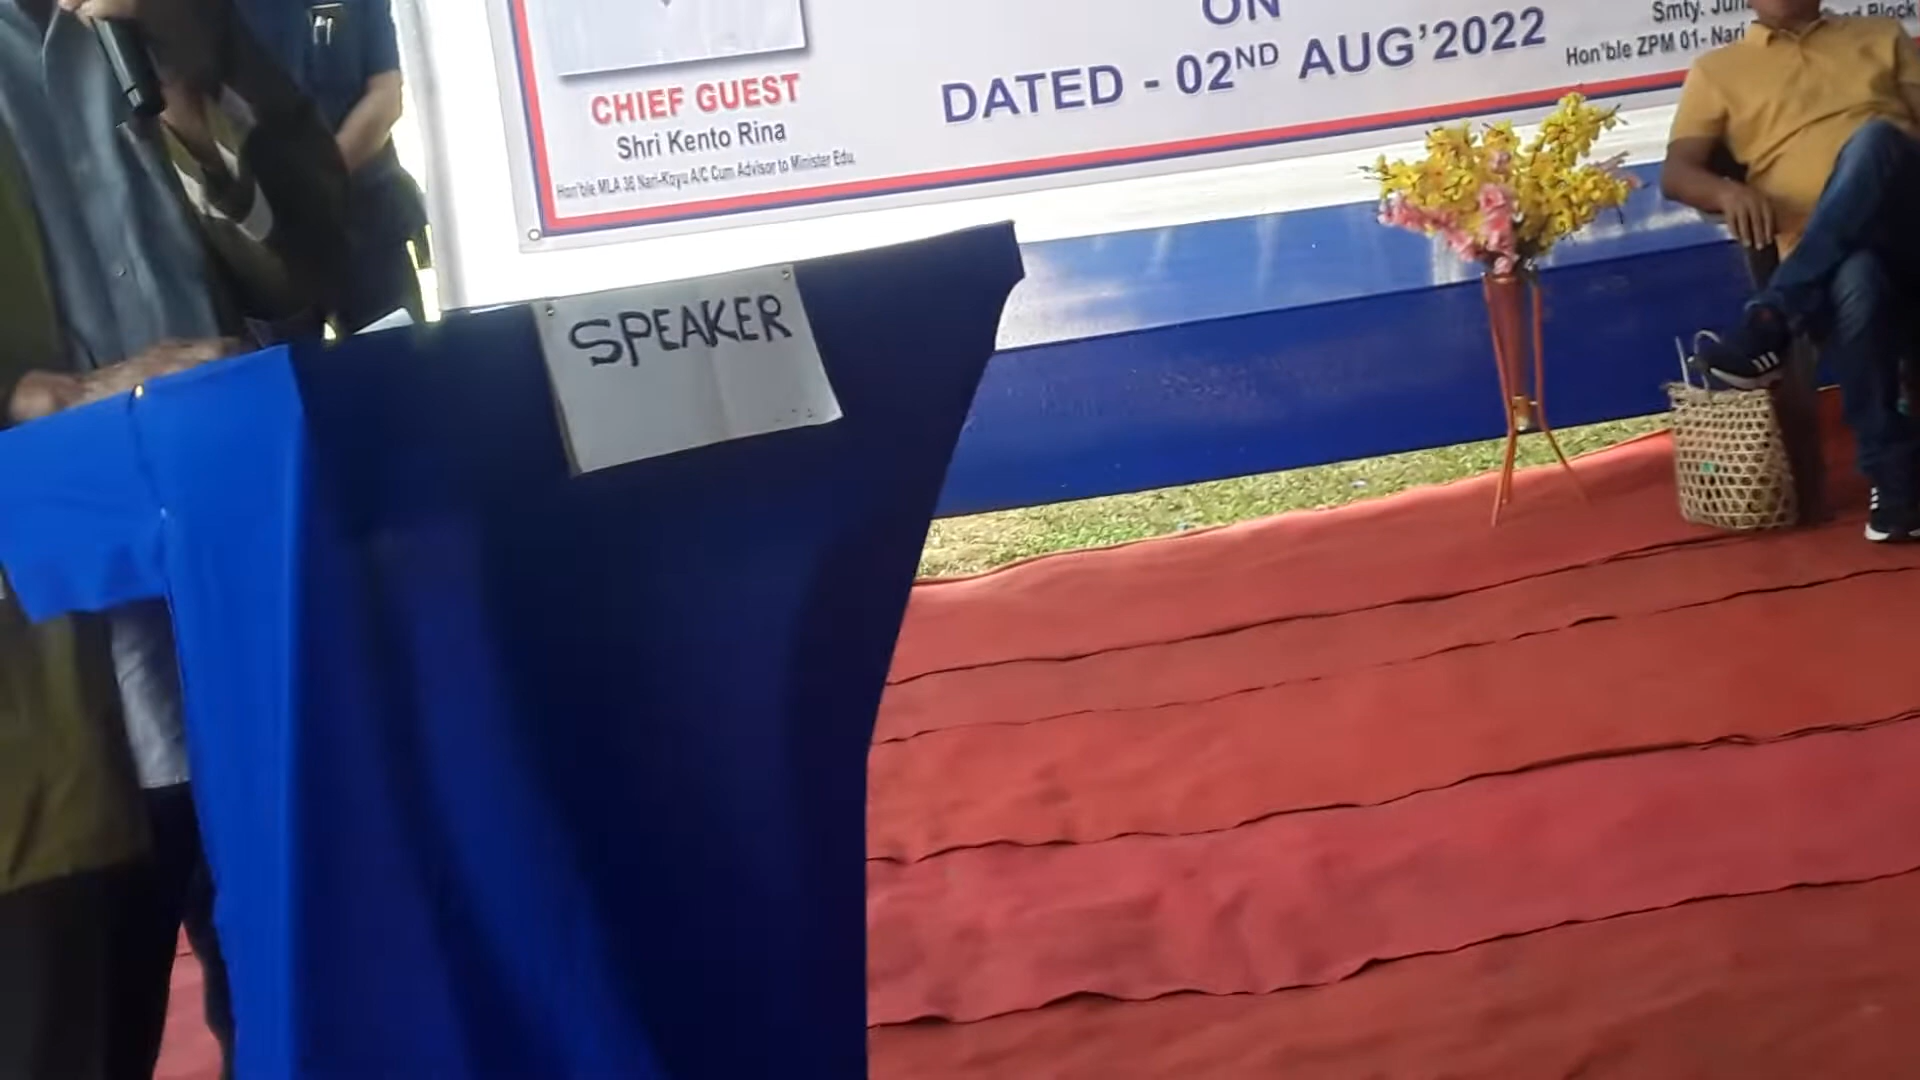 CHIEF GUEST
Shri Kento Rina
Hon'ble MLA 36 Nari-Koyu A/C Cum Advisor to Minister Edu.
ON
DATED - 02ND AUG'2022
Smty.
Hon'ble ZPM 01- Nari
Block
SPEAKER